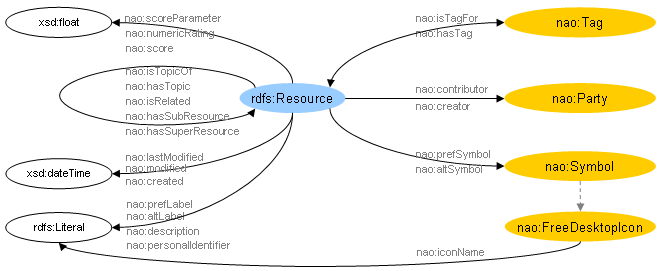 xsd:float
nao:scoreParameter
nao:numericRating
nao:score
nao:isTagFor
nao:hasTag
nao:Tag
nao:isTopicOf
nao:hasTopic
nao:isRelated
nao:hasSubResource
nao:hasSuperResource
rdfs:Resource
nao:contributor
nao:creator
nao:Party
xsd:dateTime
nao:lastModified
nao:modified
nao:created
nao:prefSymbol
nao:altSymbol
nao:Symbol
rdfs:Literal
nao:prefLabel
nao:altLabel
nao:description
nao:personalIdentifier
nao:FreeDesktopIcon
nao:iconName